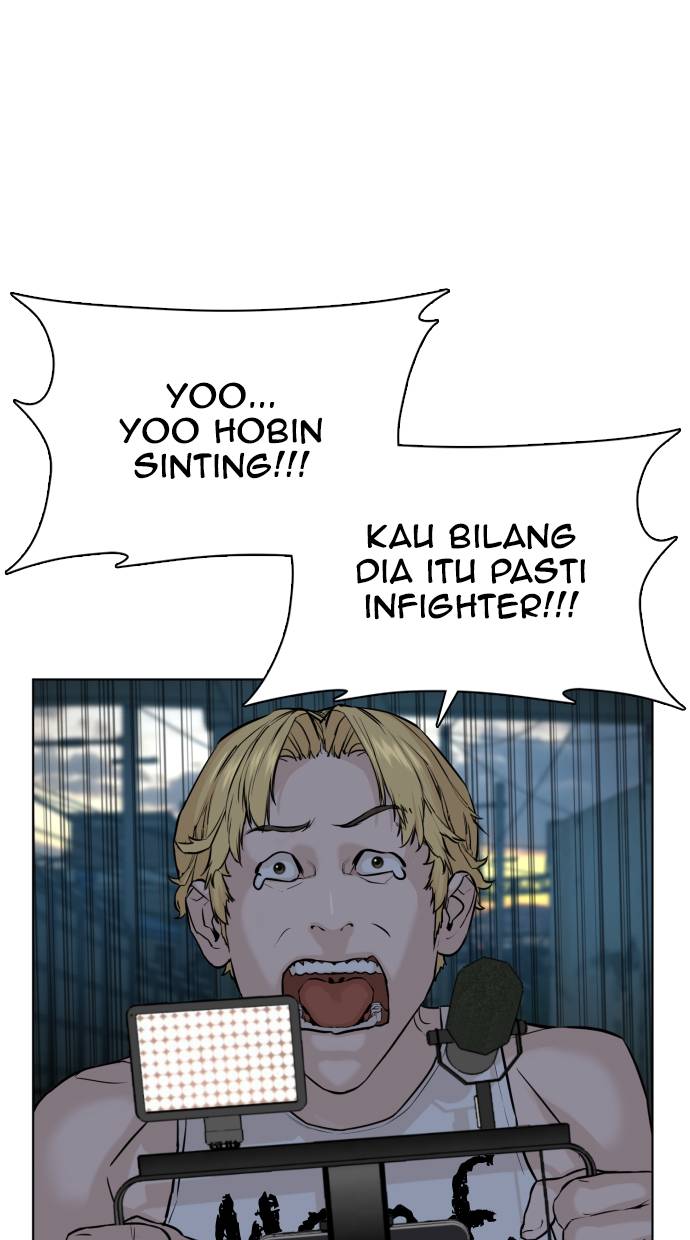 YOO...
YOO HOBIN
SINTING!!!
KAU BILANG
DIA ITU PASTI
INFIGHTER!!!